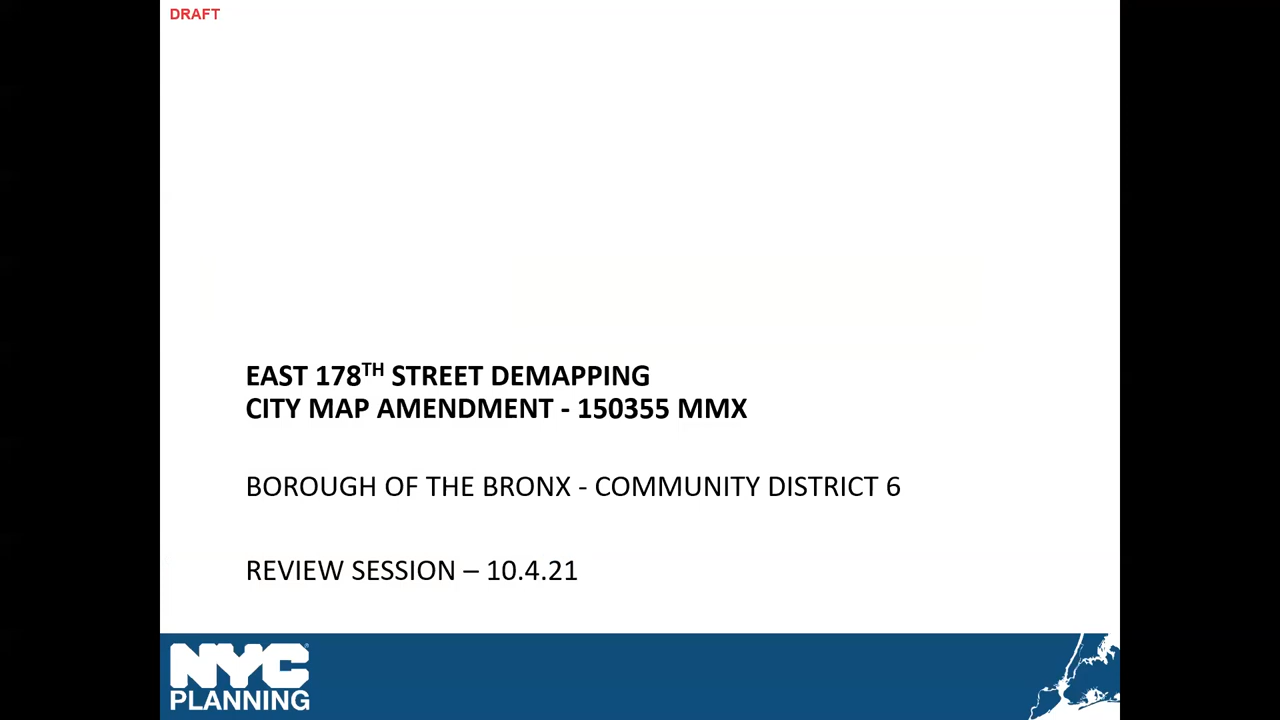 DRAFT
EAST 178TH STREET DEMAPPING
CITY MAP AMENDMENT - 150355 MMX
BOROUGH OF THE BRONX - COMMUNITY DISTRICT 6
REVIEW SESSION – 10.4.21
NYC
PLANNING